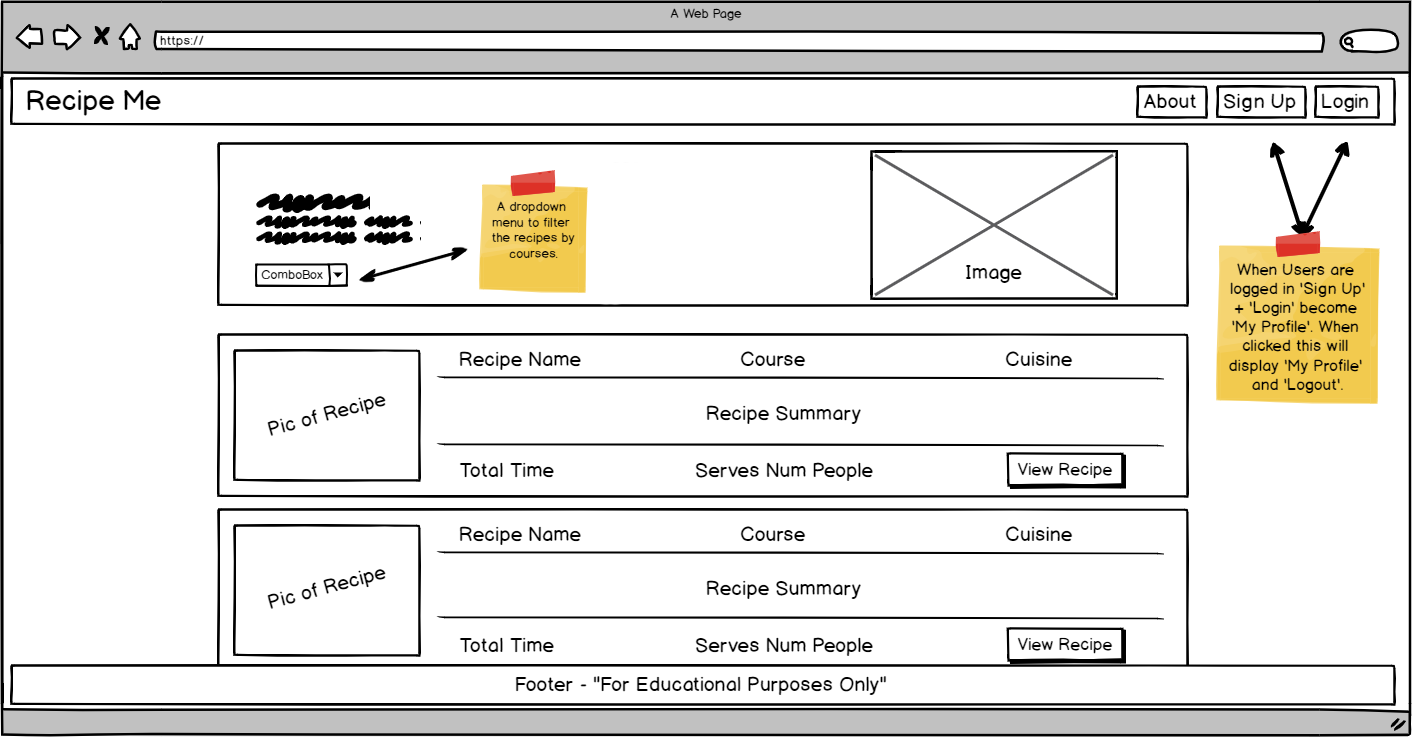 A Web Page
https://
Recipe Me
About
Sign Up
Login
A dropdown
menu to filter
the recipes by
courses.
ComboBox
Image
When Users are
logged in 'Sign Up'
+ 'Login' become
'My Profile'. When
clicked this will
display 'My Profile'
and 'Logout'.
Recipe Name Course Cuisine
Pic of Recipe
Recipe Summary
Total Time Serves Num People View Recipe
Recipe Name Course Cuisine
Pic of Recipe
Recipe Summary
Total Time Serves Num People View Recipe
Footer - "For Educational Purposes Only"